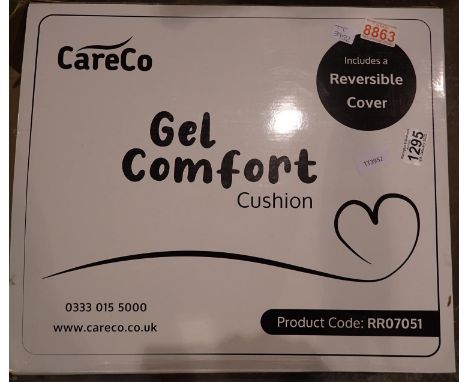 CareCo
8863
Includes a
Reversible
Cover
1295
TT3952
Gel
Comfort
Cushion
0333 015 5000
www.careco.co.uk
Product Code: RR07051